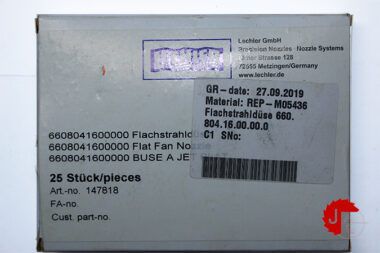 LECHLER
Lechler GmbH
Precision Nozzles · Nozzle Systems
Ulmer Strasse 128
72555 Metzingen/Germany
www.lechler.de
GR-date: 27.09.2019
Material: REP-M05436
Flachstrahldüse 660.
804.16.00.00.0
C1 SNo:
6608041600000 Flachstrahld
6608041600000 Flat Fan Nozzle
6608041600000 BUSE A JET
25 Stück/pieces
Art.-no. 147818
FA-no.
Cust. part-no.